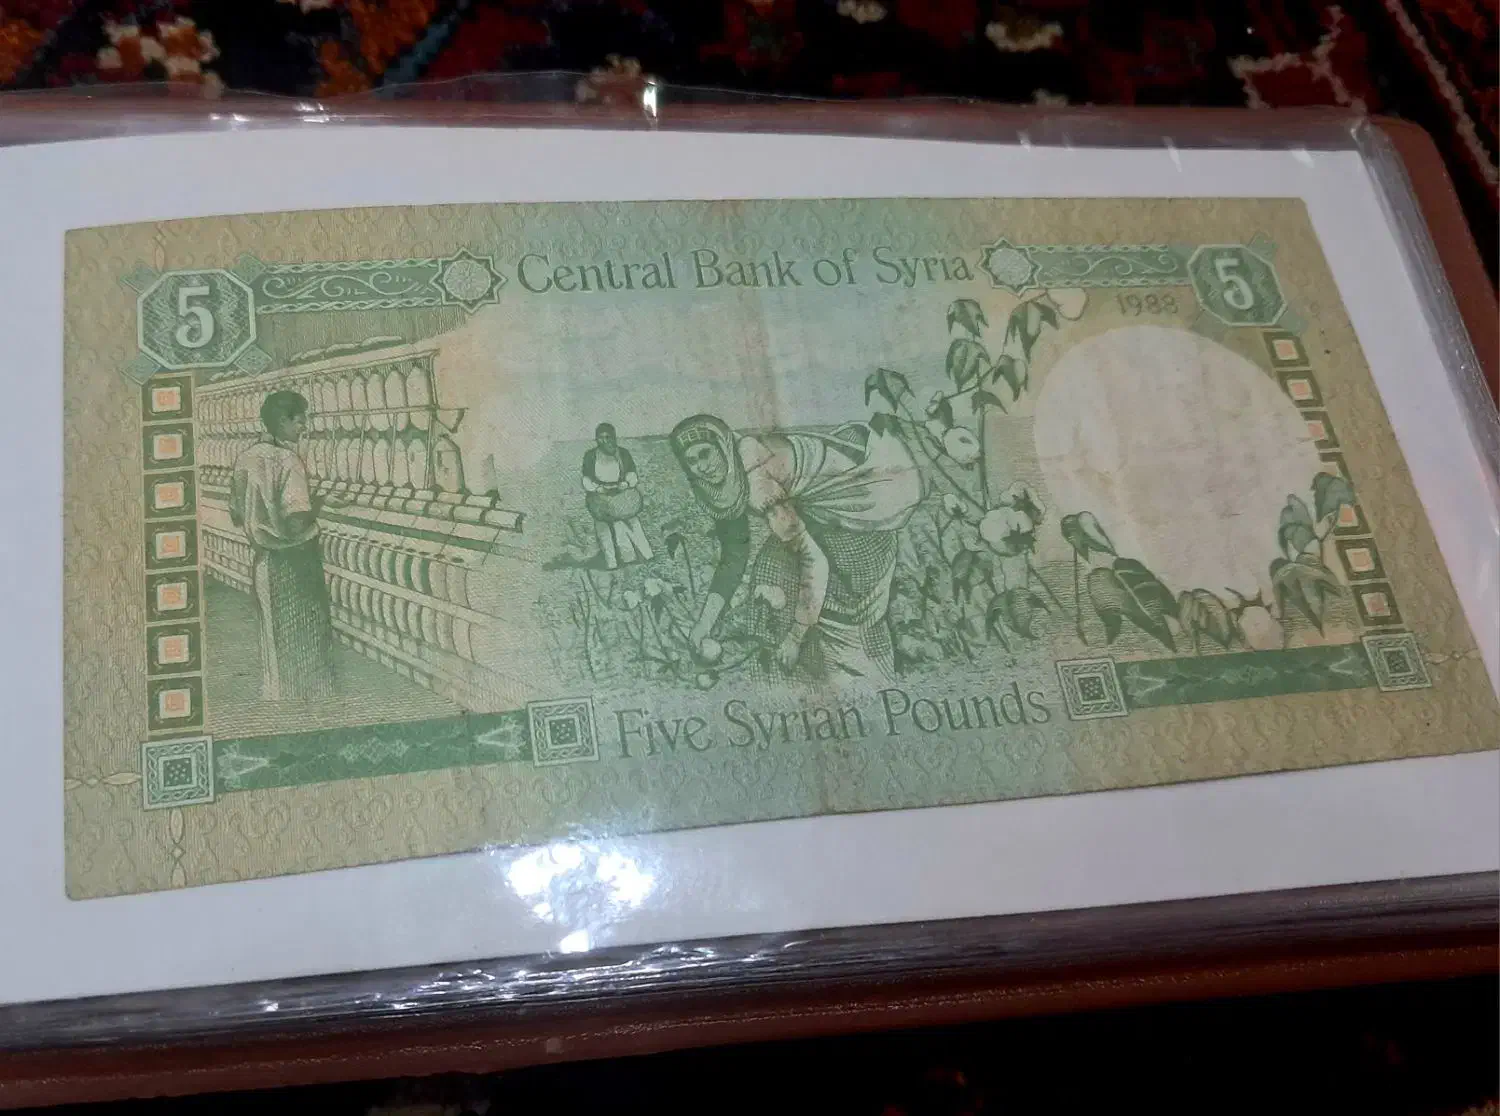 Central Bank of Syria
5
5
1988
Five Syrian Pounds